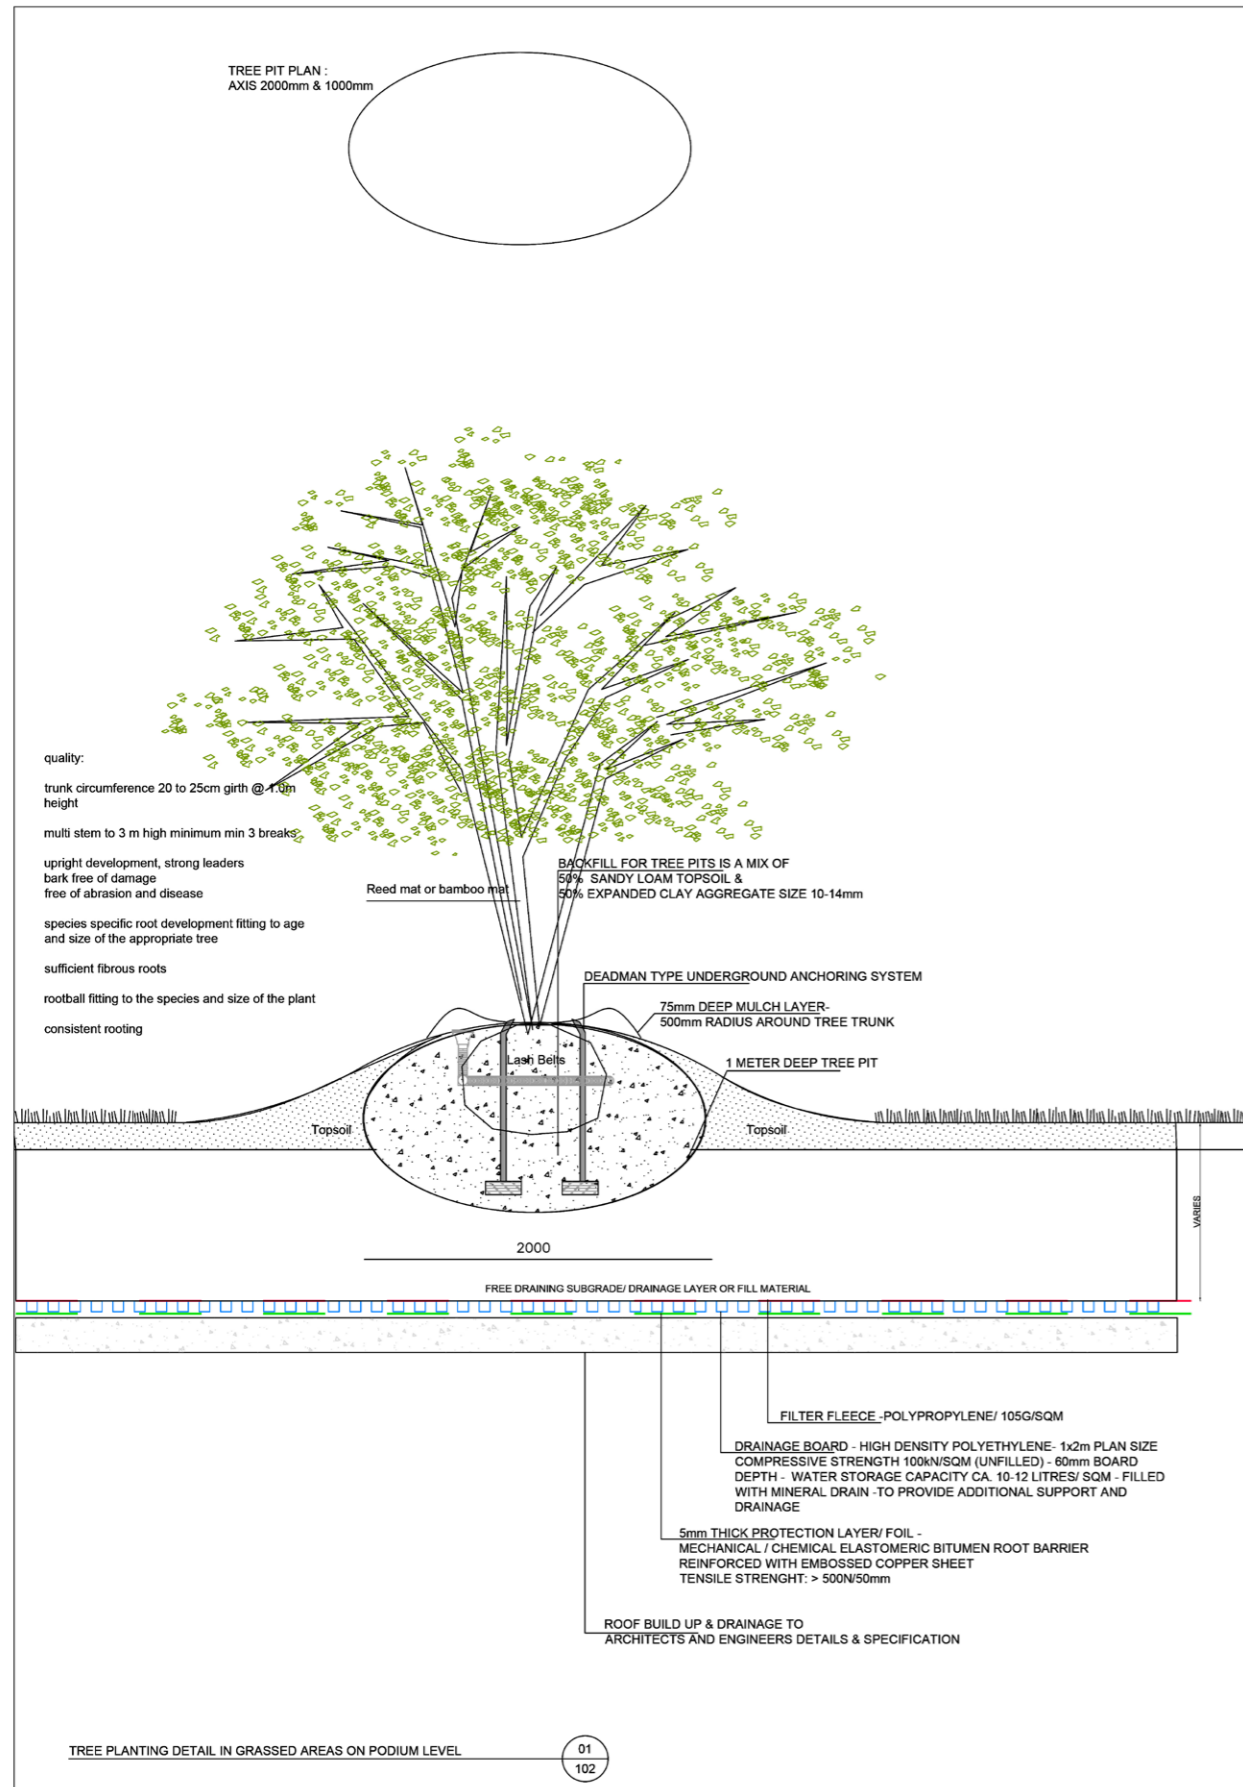 TREE PIT PLAN :
AXIS 2000mm & 1000mm
quality:
trunk circumference 20 to 25cm girth @ 1.0m
height
multi stem to 3 m high minimum min 3 breaks
upright development, strong leaders
bark free of damage
free of abrasion and disease
species specific root development fitting to age
and size of the appropriate tree
sufficient fibrous roots
rootball fitting to the species and size of the plant
consistent rooting
Reed mat or bamboo mat
BACKFILL FOR TREE PITS IS A MIX OF
50% SANDY LOAM TOPSOIL &
50% EXPANDED CLAY AGGREGATE SIZE 10-14mm
DEADMAN TYPE UNDERGROUND ANCHORING SYSTEM
75mm DEEP MULCH LAYER-
500mm RADIUS AROUND TREE TRUNK
Lash Belts
1 METER DEEP TREE PIT
Topsoil
Topsoil
VARIES
2000
FREE DRAINING SUBGRADE/ DRAINAGE LAYER OR FILL MATERIAL
FILTER FLEECE -POLYPROPYLENE/ 105G/SQM
DRAINAGE BOARD - HIGH DENSITY POLYETHYLENE- 1x2m PLAN SIZE
COMPRESSIVE STRENGTH 100kN/SQM (UNFILLED) - 60mm BOARD
DEPTH - WATER STORAGE CAPACITY CA. 10-12 LITRES/ SQM - FILLED
WITH MINERAL DRAIN -TO PROVIDE ADDITIONAL SUPPORT AND
DRAINAGE
5mm THICK PROTECTION LAYER/ FOIL -
MECHANICAL / CHEMICAL ELASTOMERIC BITUMEN ROOT BARRIER
REINFORCED WITH EMBOSSED COPPER SHEET
TENSILE STRENGHT: > 500N/50mm
ROOF BUILD UP & DRAINAGE TO
ARCHITECTS AND ENGINEERS DETAILS & SPECIFICATION
TREE PLANTING DETAIL IN GRASSED AREAS ON PODIUM LEVEL
01
102